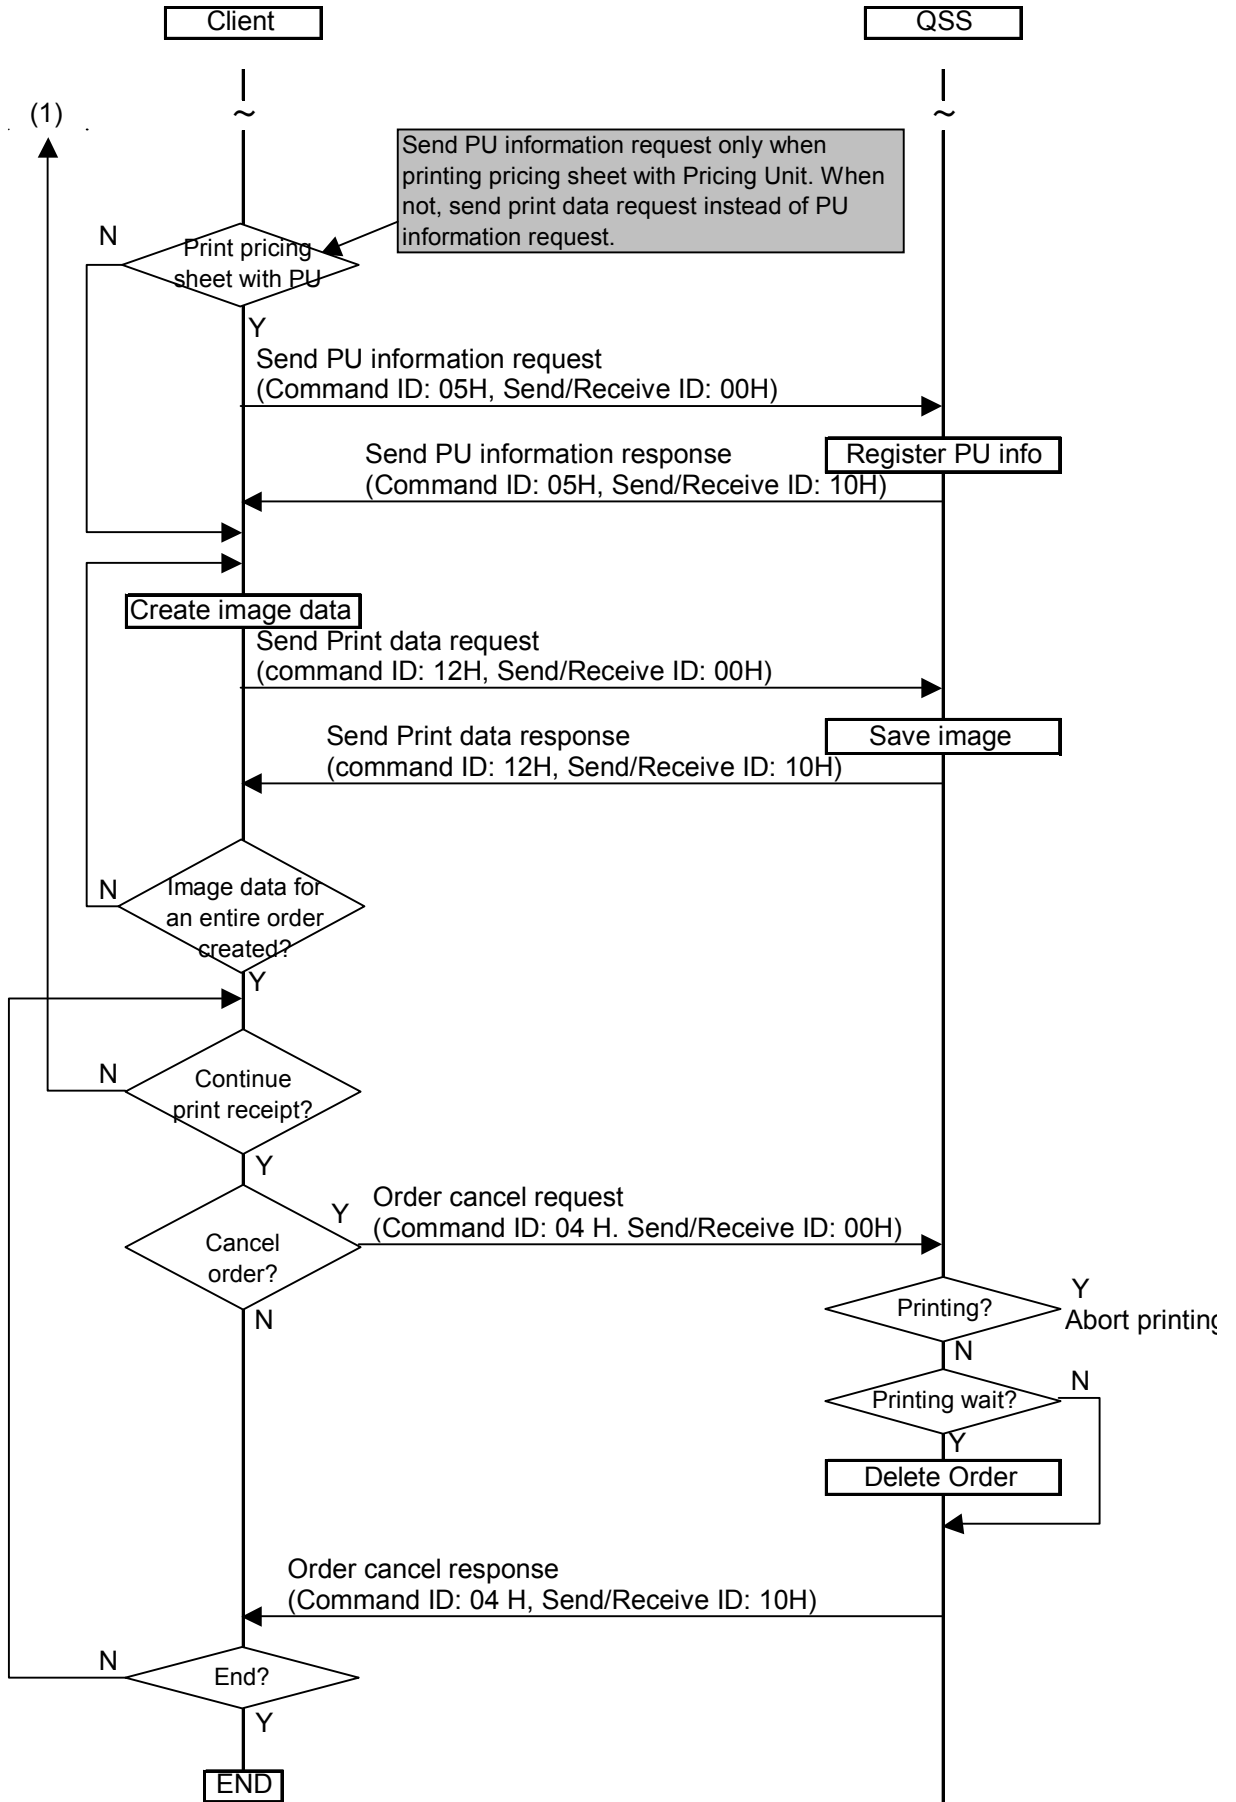 Client
QSS
~
~
(1)
Send PU information request only when
printing pricing sheet with Pricing Unit. When
not, send print data request instead of PU
information request.
N
Print pricing
sheet with PU
Y
Send PU information request
(Command ID: 05H, Send/Receive ID: 00H)
Send PU information response
(Command ID: 05H, Send/Receive ID: 10H)
Register PU info
Create image data
Send Print data request
(command ID: 12H, Send/Receive ID: 00H)
Send Print data response
(command ID: 12H, Send/Receive ID: 10H)
Save image
N
Image data for
an entire order
created?
Y
N
Continue
print receipt?
Y
Cancel
order?
Y
Order cancel request
(Command ID: 04 H. Send/Receive ID: 00H)
N
Printing?
Y
Abort printing
N
Printing wait?
N
Y
Delete Order
Order cancel response
(Command ID: 04 H, Send/Receive ID: 10H)
N
End?
Y
END